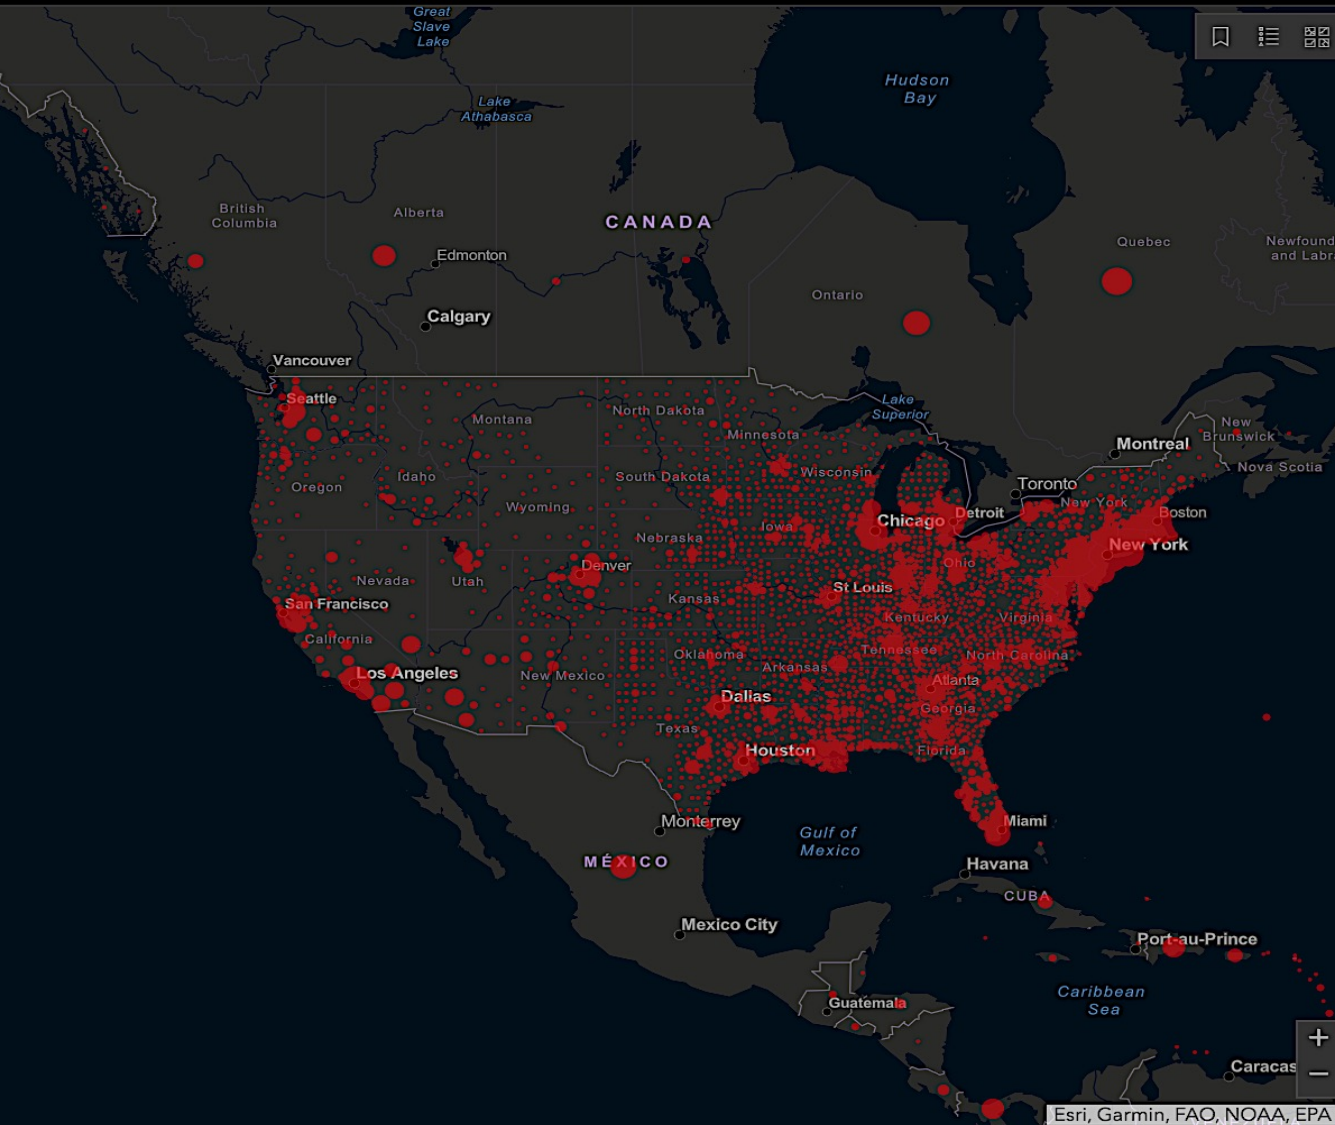 Great
Slave
Lake
Hudson
Bay
Lake
Athabasca
British
Columbia
Alberta
CANADA
Edmonton
Quebec
Newfound
and Labr
Ontario
Calgary
Vancouver
Seattle
Lake
Superior
Montana
North Dakota
Minnesota
Montreal
New
Brunswick
Nova Scotia
Oregon
Idaho
South Dakota
Wisconsin
Toronto
Wyoming
New York
Iowa
Chicago
Detroit
Boston
Nebraska
New York
Nevada
Utah
Denver
Ohio
San Francisco
Kansas
St Louis
Kentucky
Virginia
California
Oklahoma
Tennessee
North Carolina
Los Angeles
New Mexico
Arkansas
Atlanta
Dallas
Georgia
Texas
Houston
Florida
Monterrey
Miami
Gulf of
Mexico
MÉXICO
Havana
CUBA
Mexico City
Port-au-Prince
Guatemala
Caribbean
Sea
Caracas
Esri, Garmin, FAO, NOAA, EPA